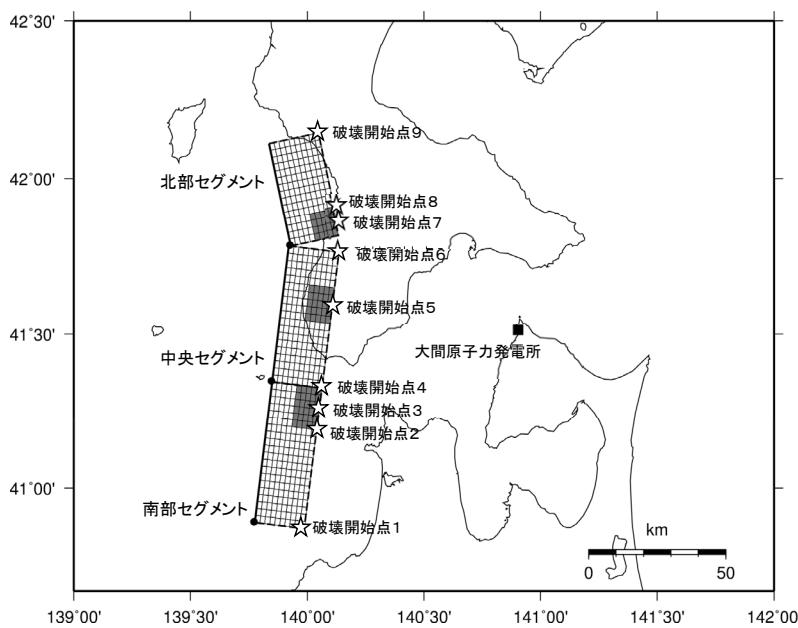 42°30'
42°00'
41°30'
41°00'
139°00'
139°30'
140°00'
140°30'
141°00'
141°30'
142°00'
破壊開始点9
北部セグメント
破壊開始点8
破壊開始点7
破壊開始点6
破壊開始点5
大間原子力発電所
中央セグメント
破壊開始点4
破壊開始点3
破壊開始点2
南部セグメント
破壊開始点1
km
0
50